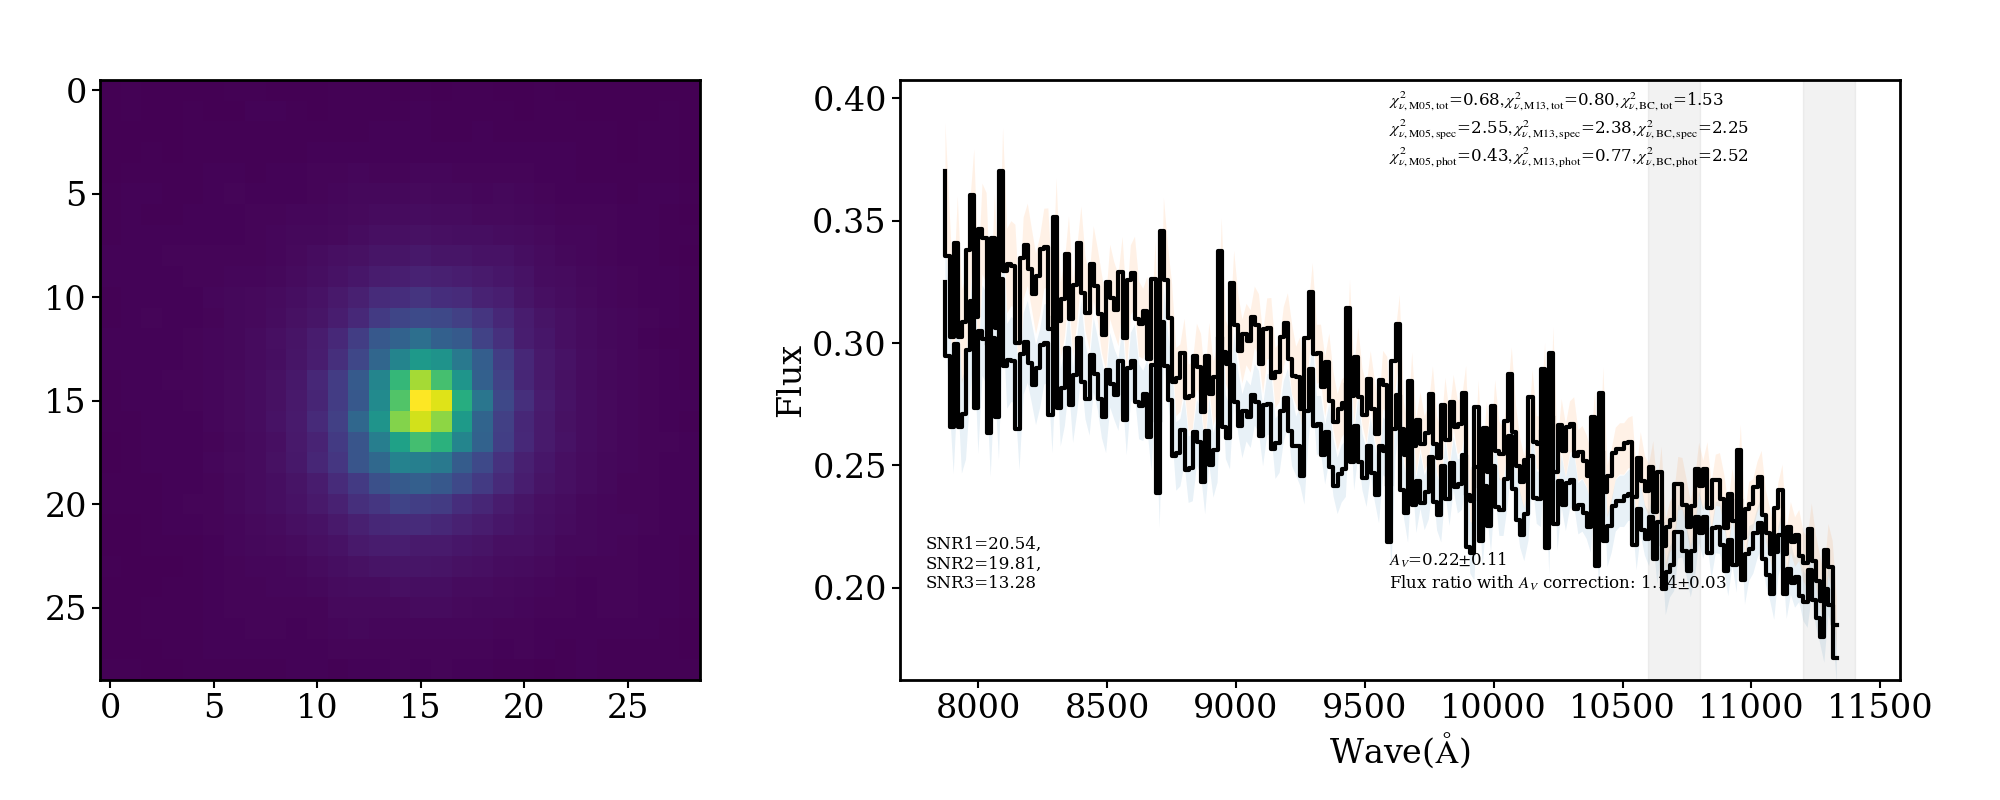 0
5
10
15
20
25
0 5 10 15 20 25
0.40
0.35
0.30
0.25
0.20
Flux
χ²ν,M05,tot=0.68,χ²ν,M13,tot=0.80,χ²ν,BC,tot=1.53
χ²ν,M05,spec=2.55,χ²ν,M13,spec=2.38,χ²ν,BC,spec=2.25
χ²ν,M05,phot=0.43,χ²ν,M13,phot=0.77,χ²ν,BC,phot=2.52
SNR1=20.54,
SNR2=19.81,
SNR3=13.28
AV=0.22±0.11
Flux ratio with AV correction: 1.14±0.03
8000 8500 9000 9500 10000 10500 11000 11500
Wave(Å)